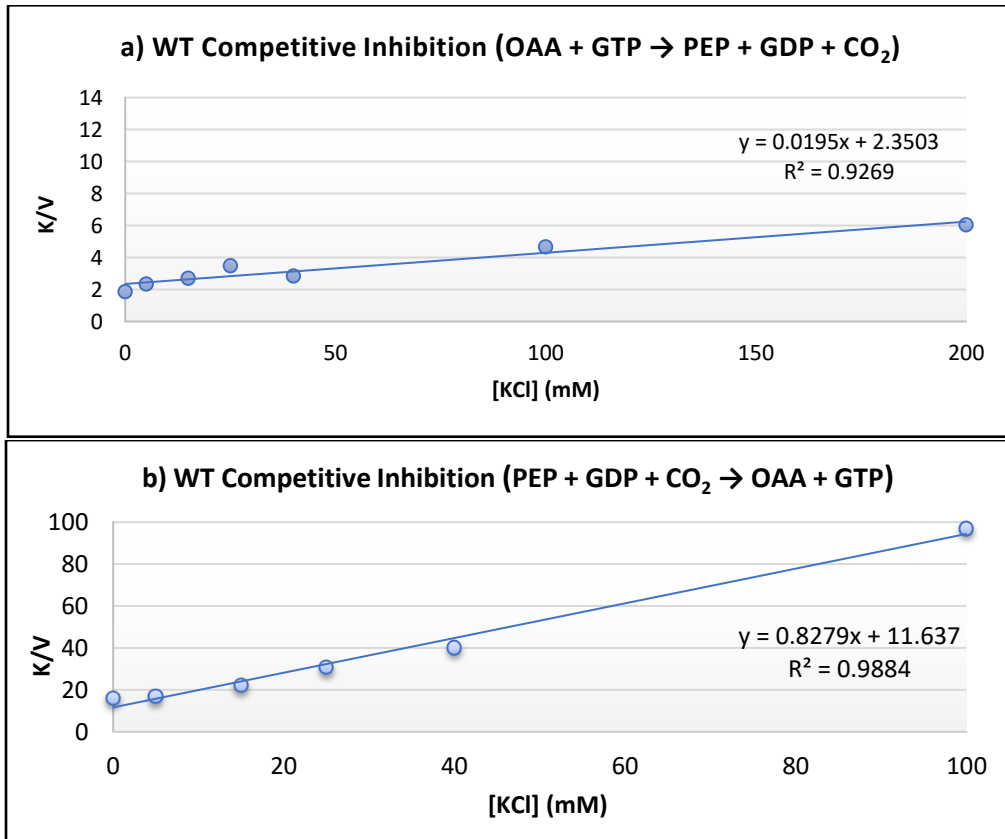 a) WT Competitive Inhibition (OAA + GTP → PEP + GDP + CO₂)
14
12
10
8
6
4
2
0
K/V
y = 0.0195x + 2.3503
R² = 0.9269
0 50 100 150 200
[KCl] (mM)
b) WT Competitive Inhibition (PEP + GDP + CO₂ → OAA + GTP)
100
80
60
40
20
0
K/V
y = 0.8279x + 11.637
R² = 0.9884
0 20 40 60 80 100
[KCl] (mM)